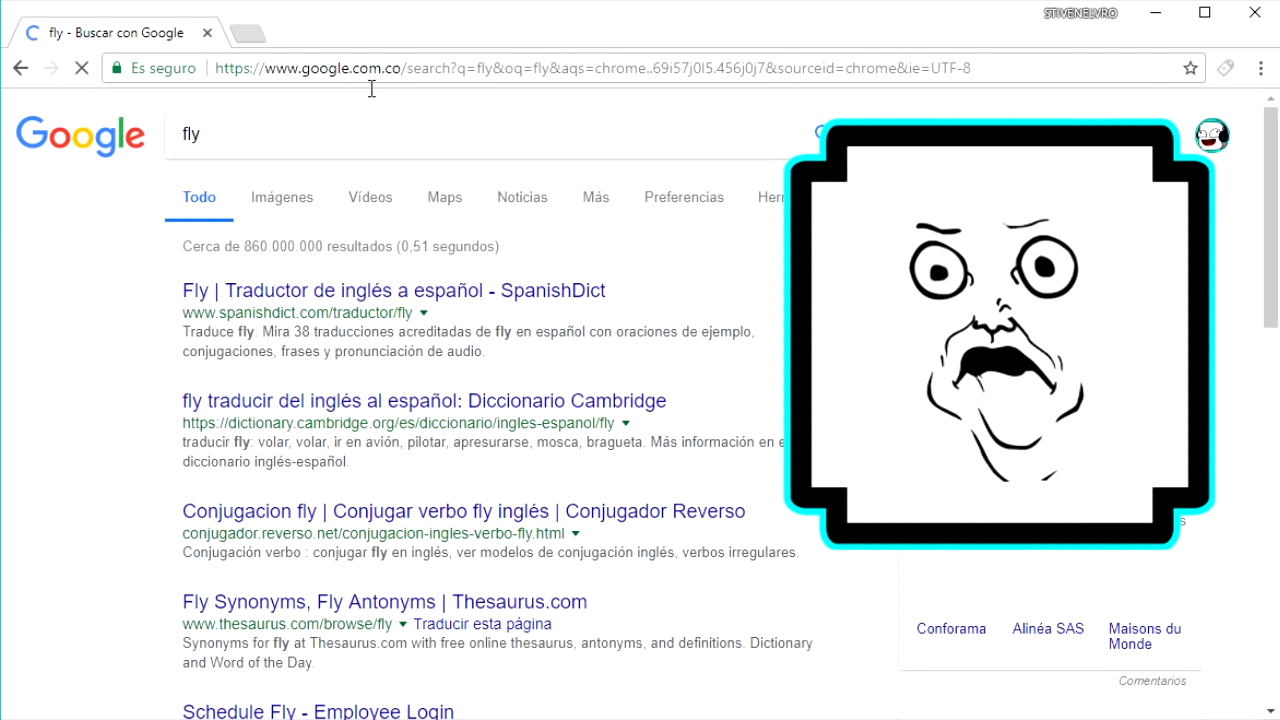 STIVENELVRO
fly - Buscar con Google
Es seguro
https://www.google.com.co/search?q=fly&oq=fly&aqs=chrome..69i57j0l5.456j0j7&sourceid=chrome&ie=UTF-8
Google
fly
Todo Imágenes Vídeos Maps Noticias Más Preferencias
Cerca de 860.000.000 resultados (0,51 segundos)
Fly | Traductor de inglés a español - SpanishDict
www.spanishdict.com/traductor/fly
Traduce fly. Mira 38 traducciones acreditadas de fly en español con oraciones de ejemplo,
conjugaciones, frases y pronunciación de audio.
fly traducir del inglés al español: Diccionario Cambridge
https://dictionary.cambridge.org/es/diccionario/ingles-espanol/fly
traducir fly: volar, volar, ir en avión, pilotar, apresurarse, mosca, bragueta. Más información en
diccionario inglés-español.
Conjugacion fly | Conjugar verbo fly inglés | Conjugador Reverso
conjugador.reverso.net/conjugacion-ingles-verbo-fly.html
Conjugación verbo : conjugar fly en inglés, ver modelos de conjugación inglés, verbos irregulares.
Fly Synonyms, Fly Antonyms | Thesaurus.com
www.thesaurus.com/browse/fly Traducir esta página
Synonyms for fly at Thesaurus.com with free online thesaurus, antonyms, and definitions. Dictionary
and Word of the Day.
Schedule Fly - Employee Login
Conforama Alinéa SAS Maisons du
Monde
Comentarios